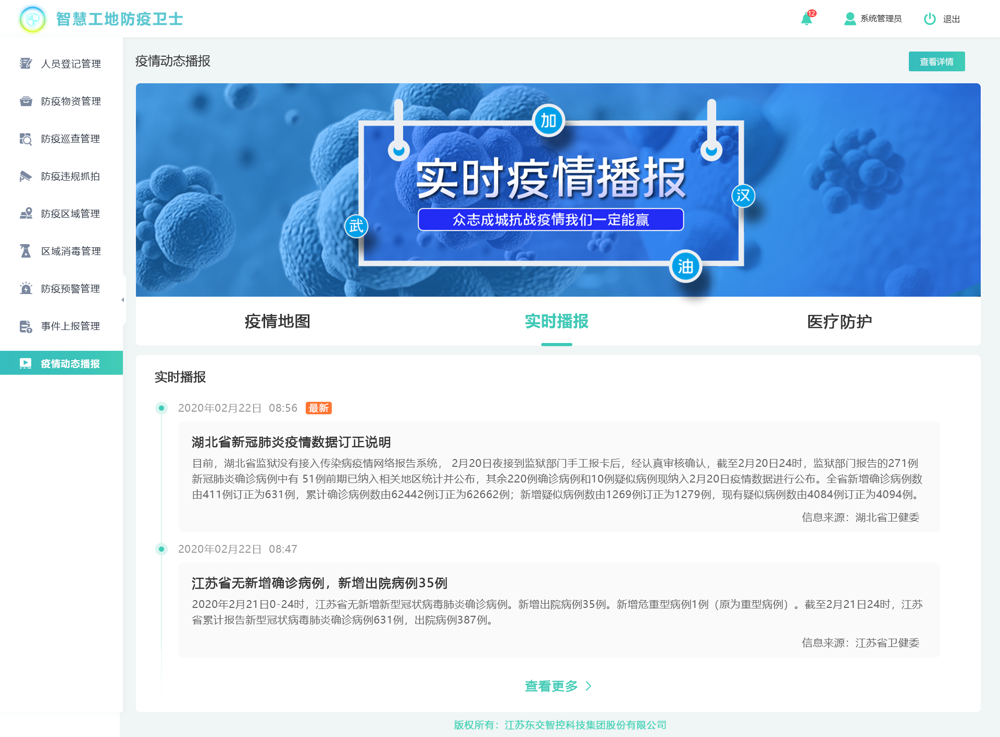 智慧工地防疫卫士
12
系统管理员
退出
人员登记管理
防疫物资管理
防疫巡查管理
防疫违规抓拍
防疫区域管理
区域消毒管理
防疫预警管理
事件上报管理
疫情动态播报
疫情动态播报
查看详情
加
实时疫情播报
汉
众志成城抗战疫情我们一定能赢
武
油
疫情地图
实时播报
医疗防护
实时播报
2020年02月22日 08:56 最新
湖北省新冠肺炎疫情数据订正说明
目前，湖北省监狱没有接入传染病疫情网络报告系统， 2月20日夜接到监狱部门手工报卡后，经认真审核确认，截至2月20日24时，监狱部门报告的271例
新冠肺炎确诊病例中有 51例前期已纳入相关地区统计并公布，其余220例确诊病例和10例疑似病例现纳入2月20日疫情数据进行公布。全省新增确诊病例数
由411例订正为631例，累计确诊病例数由62442例订正为62662例；新增疑似病例数由1269例订正为1279例，现有疑似病例数由4084例订正为4094例。
信息来源：湖北省卫健委
2020年02月22日 08:47
江苏省无新增确诊病例，新增出院病例35例
2020年2月21日0-24时，江苏省无新增新型冠状病毒肺炎确诊病例。新增出院病例35例。新增危重型病例1例（原为重型病例）。截至2月21日24时，江苏
省累计报告新型冠状病毒肺炎确诊病例631例，出院病例387例。
信息来源：江苏省卫健委
查看更多
版权所有：江苏东交智控科技集团股份有限公司